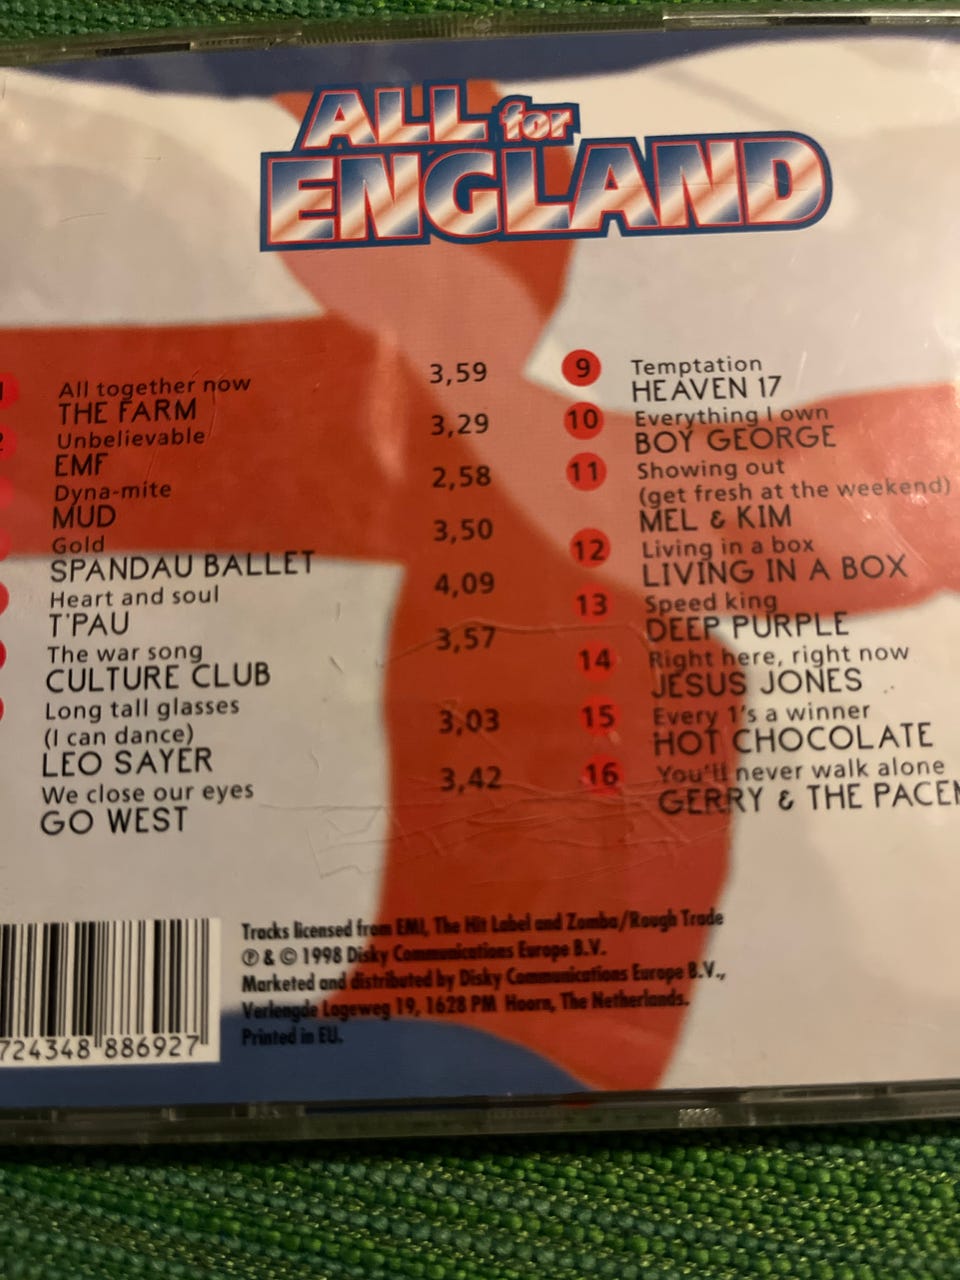 ALL for
ENGLAND
1 All together now 3,59
THE FARM
2 Unbelievable 3,29
EMF
Dyna-mite 2,58
MUD
Gold 3,50
SPANDAU BALLET
Heart and soul 4,09
T'PAU
The war song 3,57
CULTURE CLUB
Long tall glasses
(I can dance) 3,03
LEO SAYER
We close our eyes 3,42
GO WEST
9 Temptation
HEAVEN 17
10 Everything I own
BOY GEORGE
11 Showing out
(get fresh at the weekend)
MEL & KIM
12 Living in a box
LIVING IN A BOX
13 Speed king
DEEP PURPLE
14 Right here, right now
JESUS JONES
15 Every 1's a winner
HOT CHOCOLATE
16 You'll never walk alone
GERRY & THE
Tracks licensed from EMI, The Hit Label and Zomba/Rough Trade
℗ & © 1998 Disky Communications Europe B.V.
Marketed and distributed by Disky Communications Europe B.V.,
Verlengde Lageweg 19, 1628 PM Hoorn, The Netherlands.
Printed in EU.
724348 886927